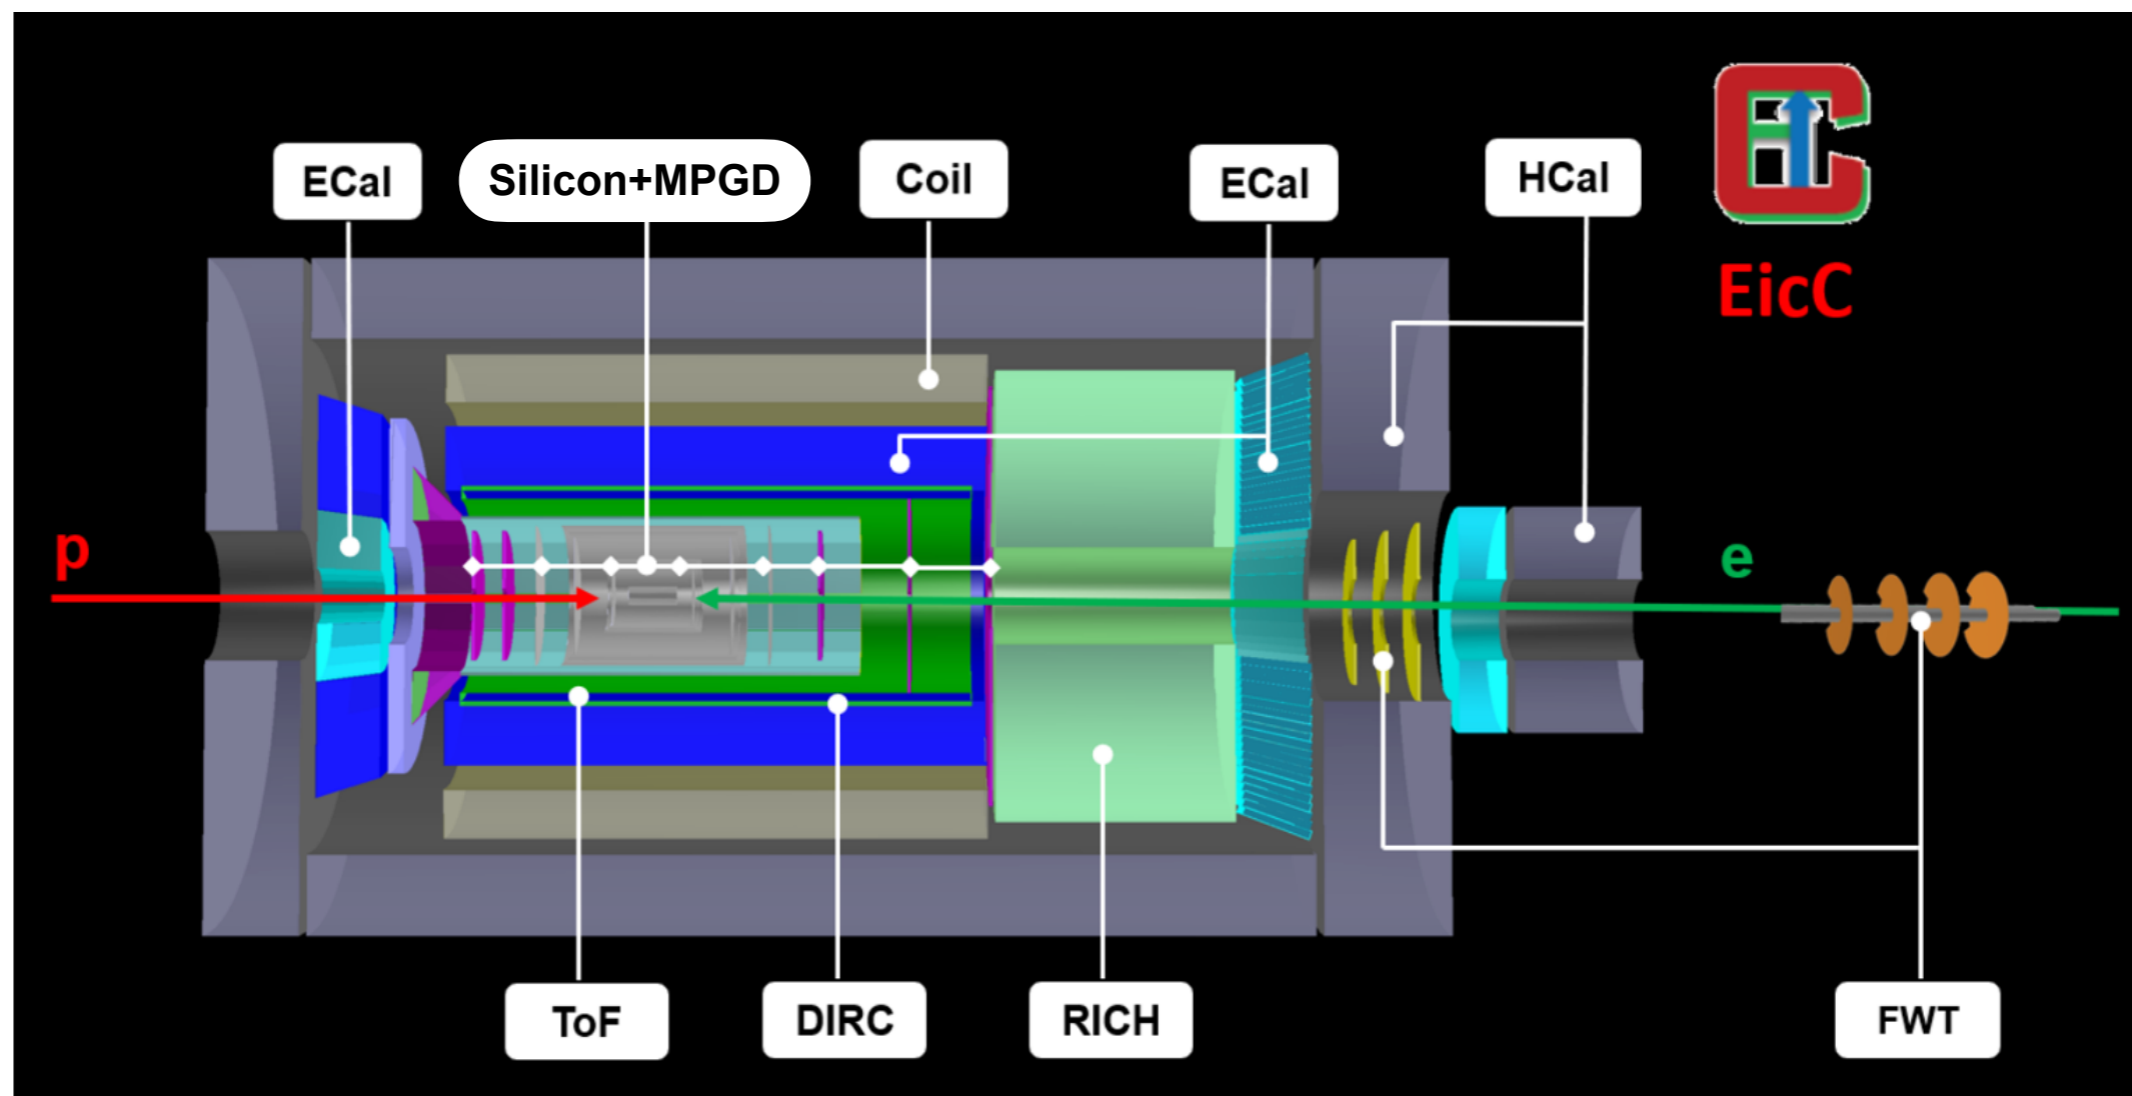 ECal
Silicon+MPGD
Coil
ECal
HCal
EicC
p
e
ToF
DIRC
RICH
FWT